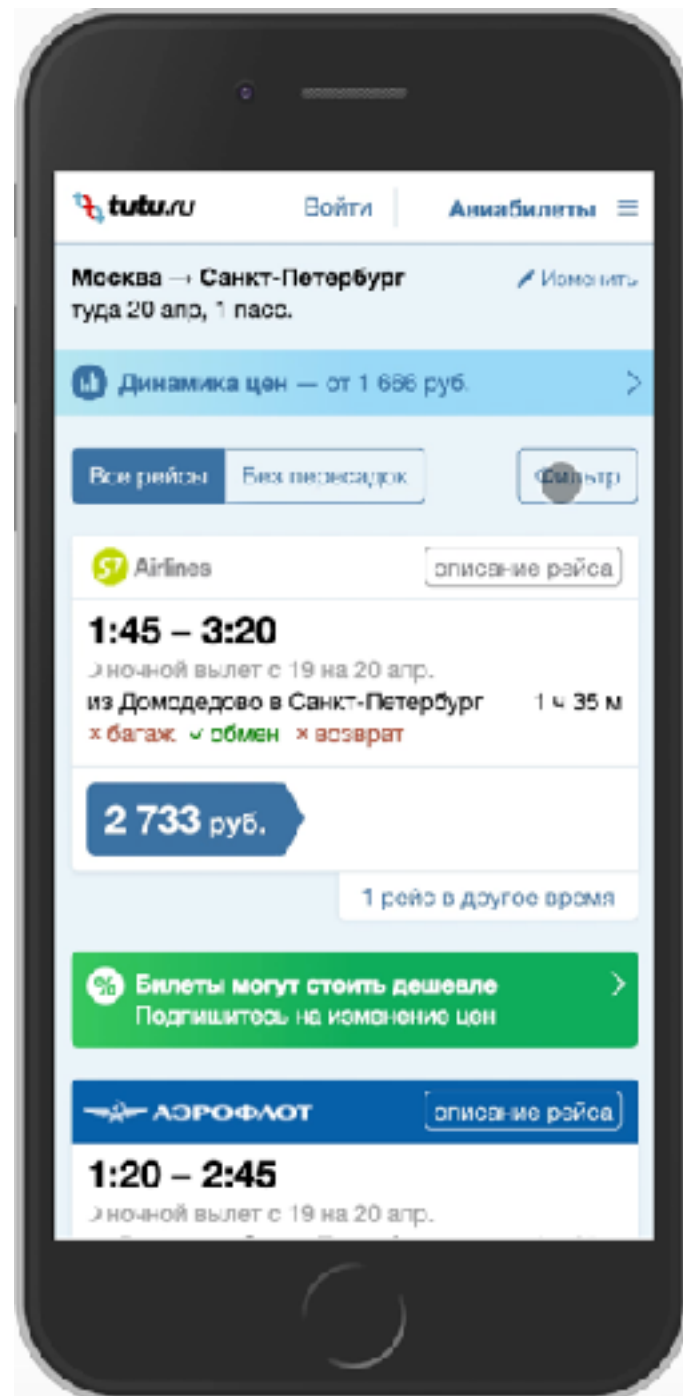 tutu.ru Войти Авиабилеты
Москва → Санкт-Петербург Изменить
туда 20 апр, 1 пасс.
Динамика цен — от 1 666 руб.
Все рейсы Без пересадок Фильтр
S7 Airlines описание рейса
1:45 – 3:20
ночной вылет с 19 на 20 апр.
из Домодедово в Санкт-Петербург 1 ч 35 м
× багаж ✓ обмен × возврат
2 733 руб.
1 рейс в другое время
% Билеты могут стоить дешевле
Подпишитесь на изменение цен
АЭРОФЛОТ описание рейса
1:20 – 2:45
ночной вылет с 19 на 20 апр.